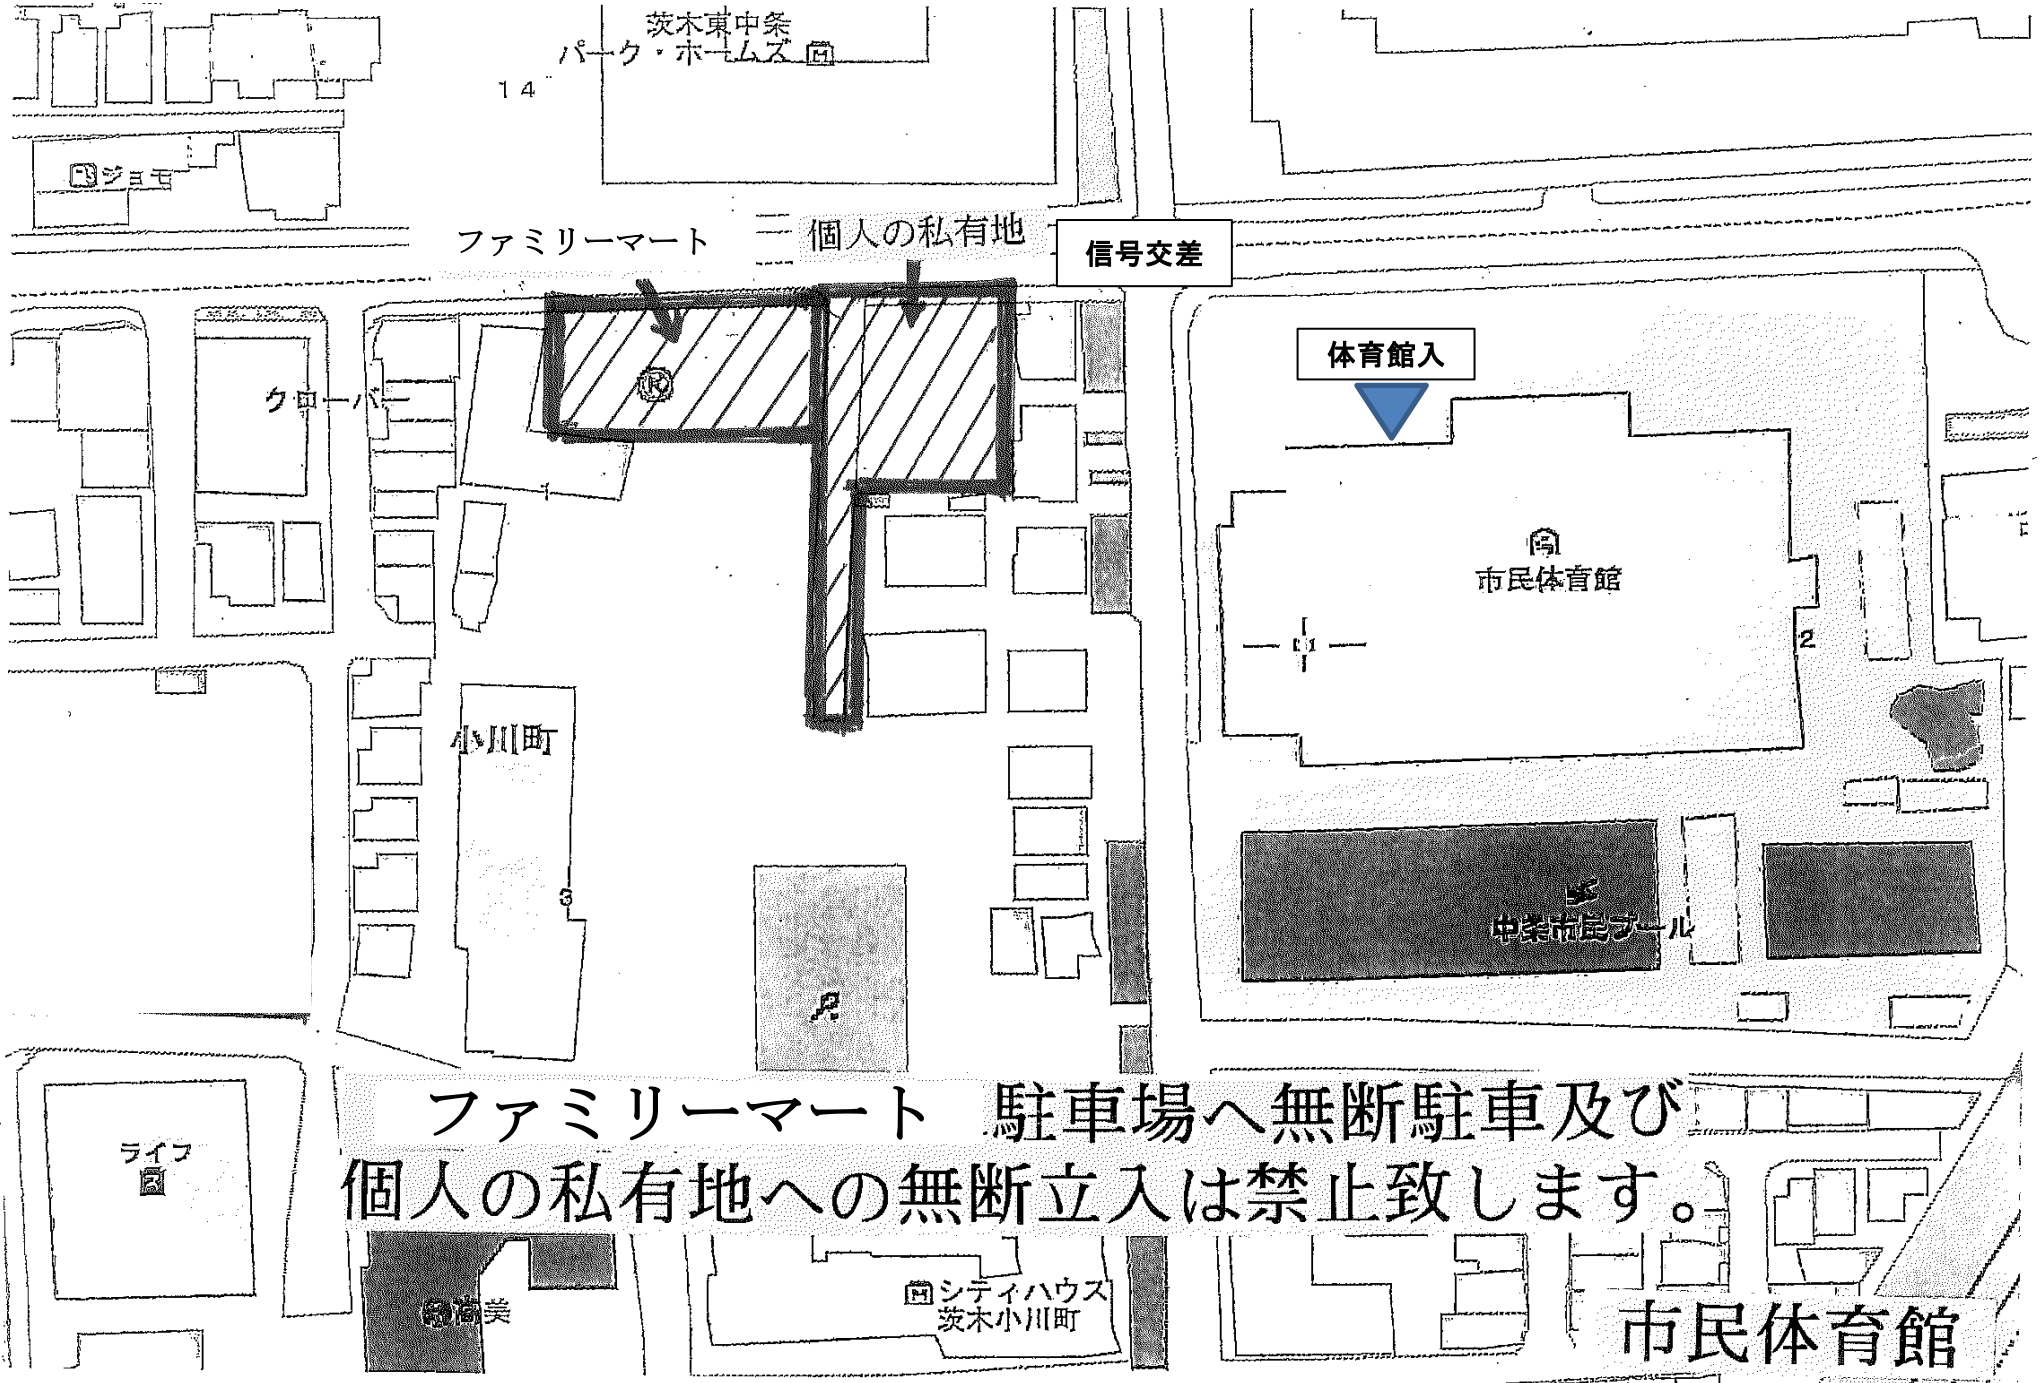 茨木東中条
パーク・ホームズ
14
ジョモ
ファミリーマート
個人の私有地
信号交差
体育館入
クローバー
市民体育館
2
小川町
3
中条市民プール
ファミリーマート 駐車場へ無断駐車及び
個人の私有地への無断立入は禁止致します。
ライフ
シティハウス
茨木小川町
市民体育館